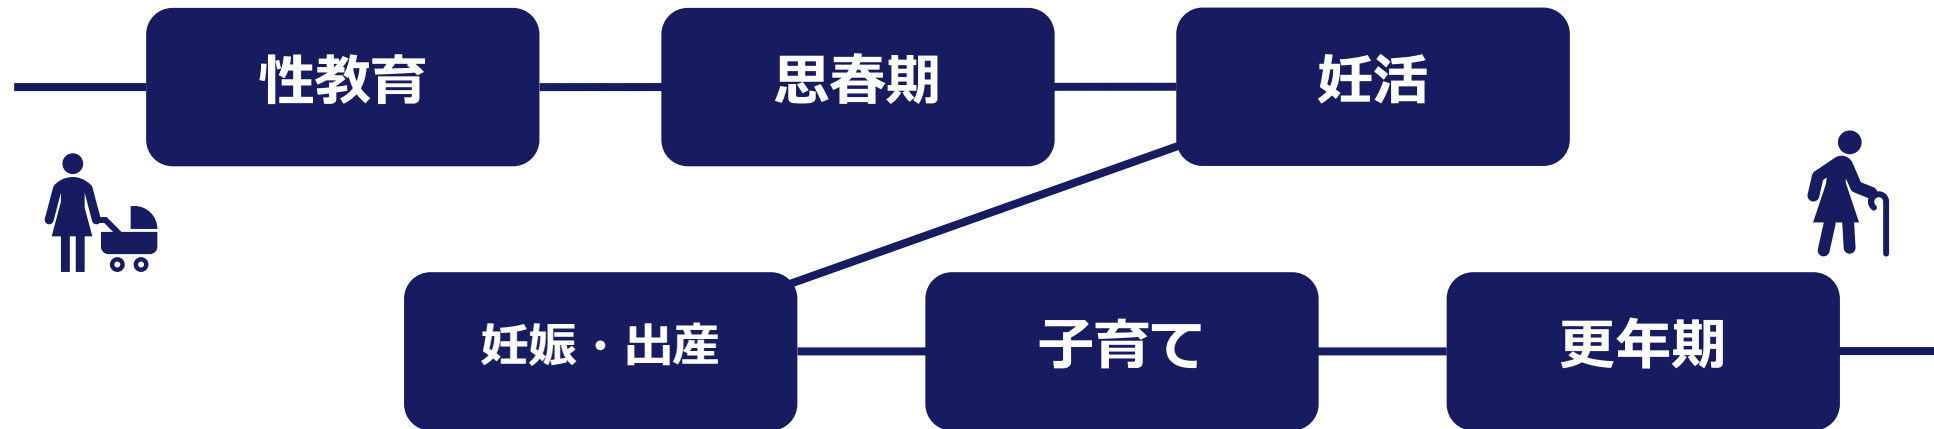 性教育
思春期
妊活
妊娠・出産
子育て
更年期